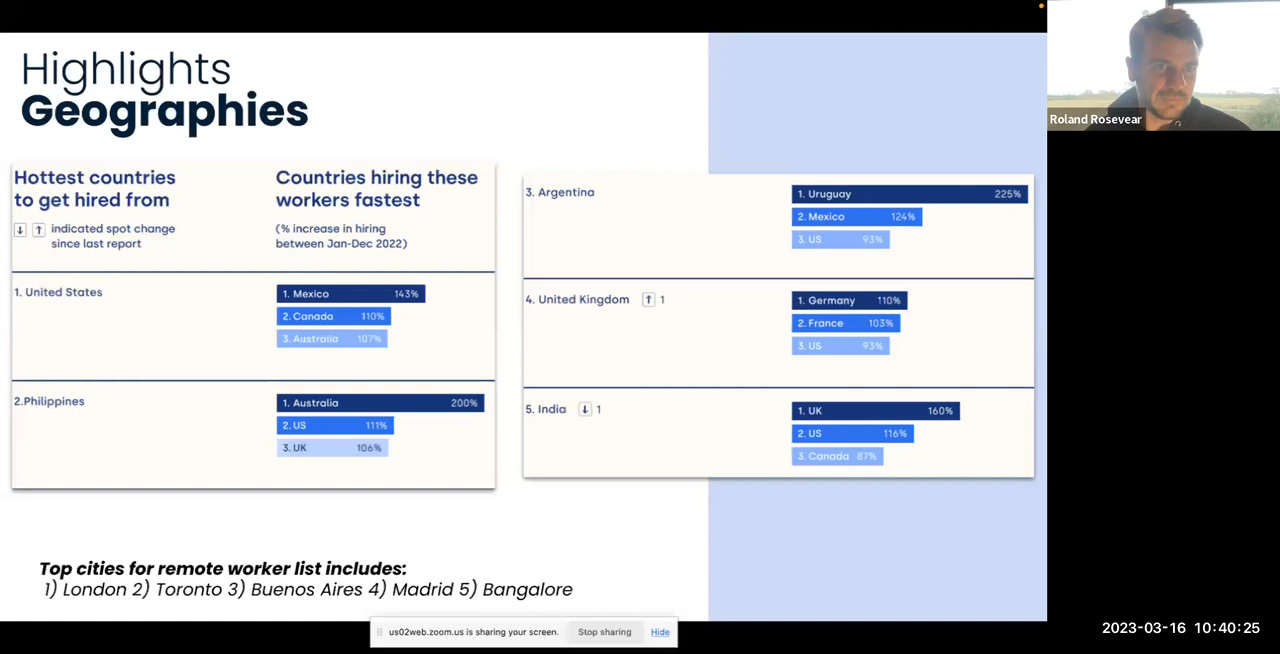 Highlights
Geographies
Hottest countries
to get hired from
↓ ↑ indicated spot change
since last report
Countries hiring these
workers fastest
(% increase in hiring
between Jan-Dec 2022)
1. United States
1. Mexico 143%
2. Canada 110%
3. Australia 107%
2.Philippines
1. Australia 200%
2. US 111%
3. UK 106%
3. Argentina
1. Uruguay 225%
2. Mexico 124%
3. US 93%
4. United Kingdom ↑ 1
1. Germany 110%
2. France 103%
3. US 93%
5. India ↓ 1
1. UK 160%
2. US 116%
3. Canada 87%
Top cities for remote worker list includes:
1) London 2) Toronto 3) Buenos Aires 4) Madrid 5) Bangalore
us02web.zoom.us is sharing your screen. Stop sharing Hide
Roland Rosevear
2023-03-16 10:40:25